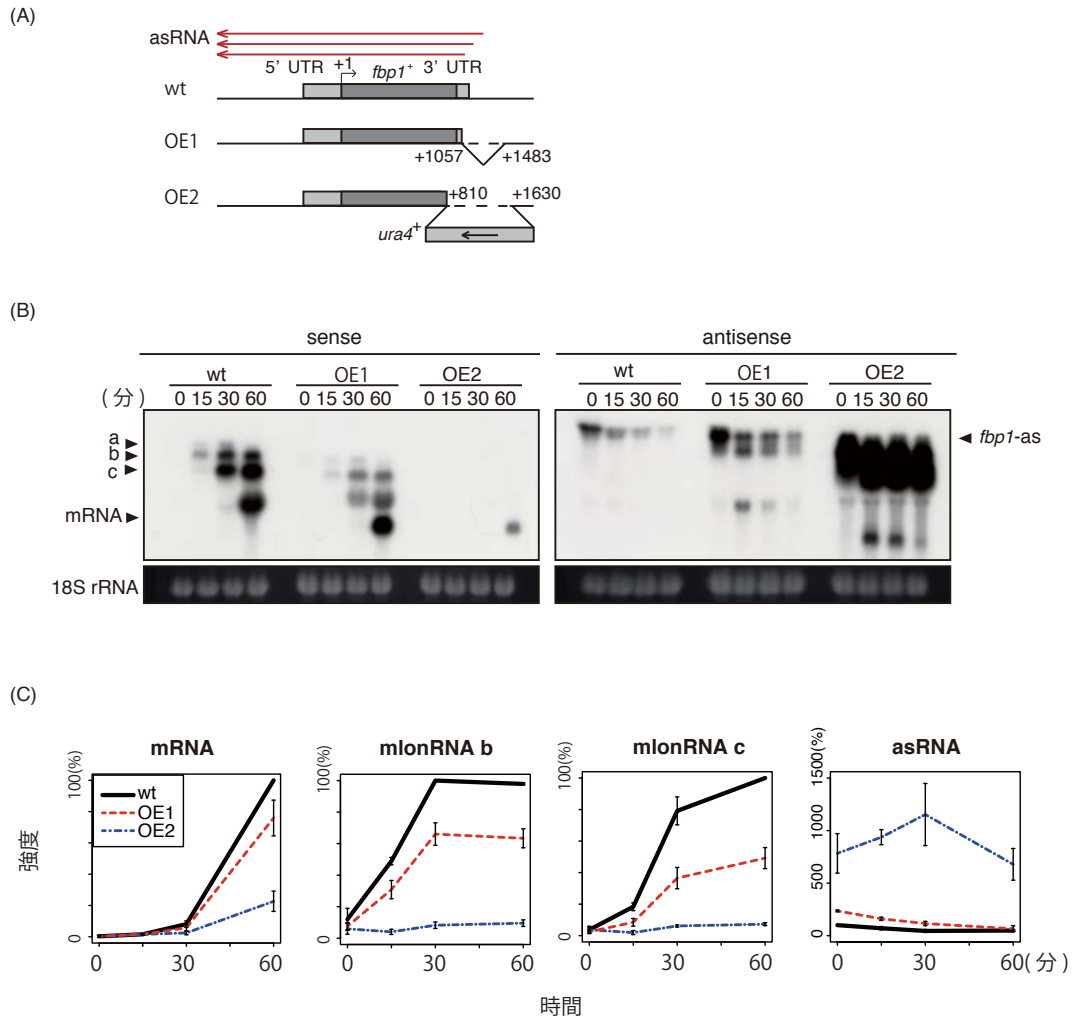 (A)
asRNA
5' UTR +1 fbp1+ 3' UTR
wt
OE1
+1057 +1483
OE2
+810 +1630
ura4+
(B)
sense antisense
wt OE1 OE2 wt OE1 OE2
(分) 0 15 30 60 0 15 30 60 0 15 30 60 0 15 30 60 0 15 30 60 0 15 30 60
a
b
c
mRNA
fbp1-as
18S rRNA
(C)
mRNA mlonRNA b mlonRNA c asRNA
強度
100(%)
0
wt
OE1
OE2
0 30 60
100(%)
0
0 30 60
100(%)
0
0 30 60
(%)
1500
1000
500
0
0 30 60(分)
時間